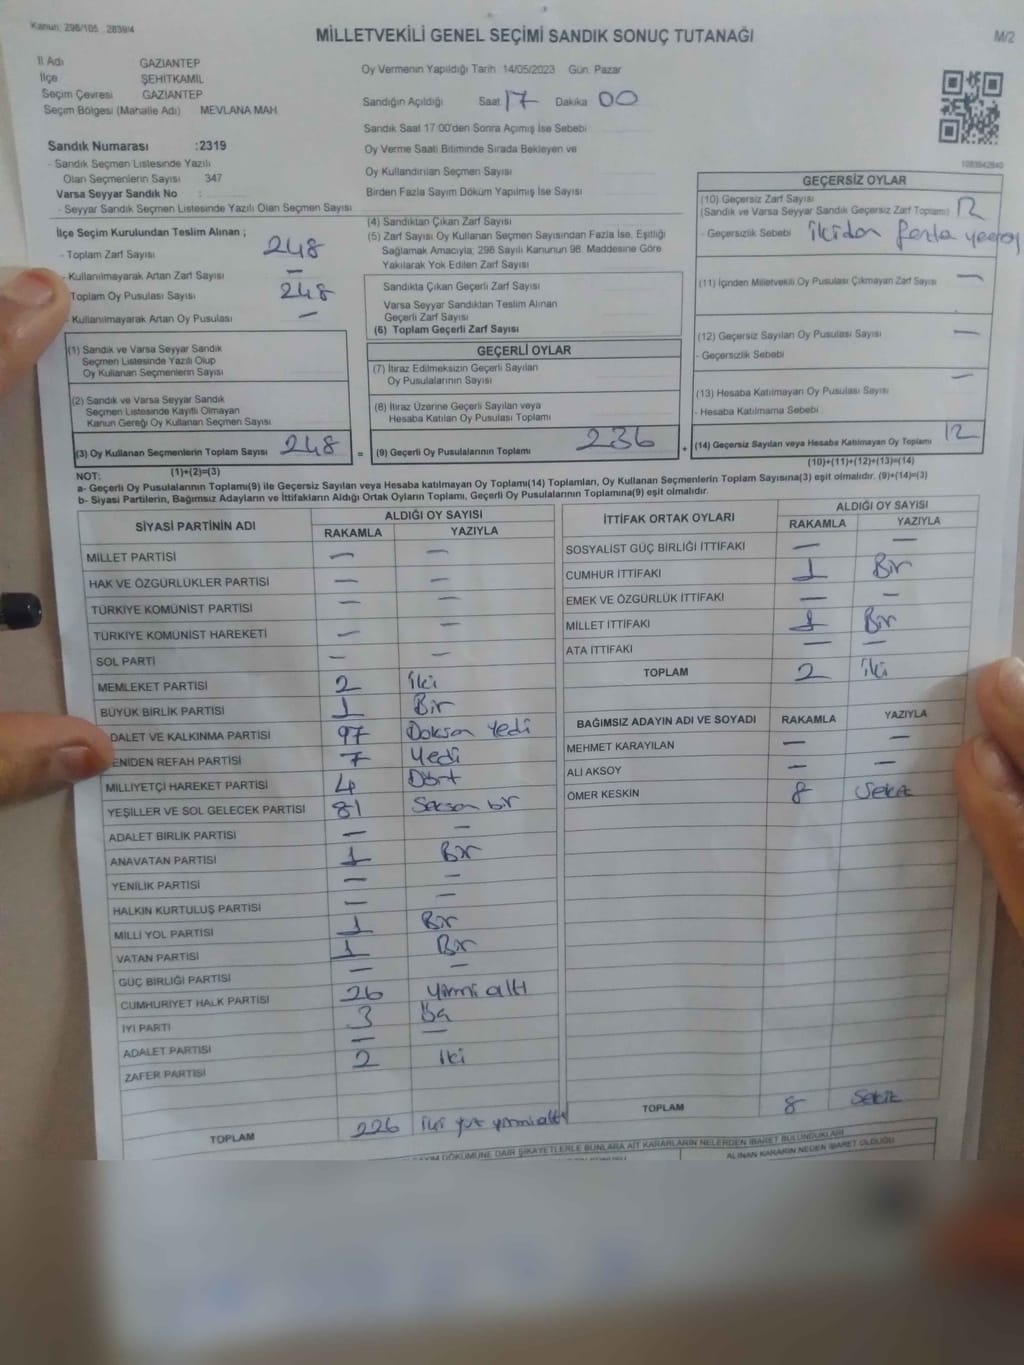 Kanun: 298/105 , 2839/4
MİLLETVEKİLİ GENEL SEÇİMİ SANDIK SONUÇ TUTANAĞI
M/2
İl Adı GAZİANTEP
İlçe ŞEHİTKAMİL
Seçim Çevresi GAZİANTEP
Seçim Bölgesi (Mahalle Adı) MEVLANA MAH
Oy Vermenin Yapıldığı Tarih 14/05/2023 Gün: Pazar
Sandığın Açıldığı Saat 17 Dakika 00
Sandık Saat 17:00'den Sonra Açımış İse Sebebi
Oy Verme Saati Bitiminde Sırada Bekleyen ve
Oy Kullandırılan Seçmen Sayısı
Birden Fazla Sayım Döküm Yapılmış İse Sayısı
Sandık Numarası :2319
- Sandık Seçmen Listesinde Yazılı
Olan Seçmenlerin Sayısı 347
Varsa Seyyar Sandık No :
- Seyyar Sandık Seçmen Listesinde Yazılı Olan Seçmen Sayısı
İlçe Seçim Kurulundan Teslim Alınan ;
- Toplam Zarf Sayısı 248
- Kullanılmayarak Artan Zarf Sayısı —
Toplam Oy Pusulası Sayısı 248
- Kullanılmayarak Artan Oy Pusulası —
(4) Sandıktan Çıkan Zarf Sayısı
(5) Zarf Sayısı Oy Kullanan Seçmen Sayısından Fazla İse, Eşitliği
Sağlamak Amacıyla; 298 Sayılı Kanunun 98. Maddesine Göre
Yakılarak Yok Edilen Zarf Sayısı
Sandıkta Çıkan Geçerli Zarf Sayısı
Varsa Seyyar Sandıktan Teslim Alınan
Geçerli Zarf Sayısı
(6) Toplam Geçerli Zarf Sayısı
GEÇERSİZ OYLAR
(10) Geçersiz Zarf Sayısı
(Sandık ve Varsa Seyyar Sandık Geçersiz Zarf Toplamı) 12
- Geçersizlik Sebebi İkiden fazla
(11) İçinden Milletvekili Oy Pusulası Çıkmayan Zarf Sayısı —
(12) Geçersiz Sayılan Oy Pusulası Sayısı —
- Geçersizlik Sebebi
(13) Hesaba Katılmayan Oy Pusulası Sayısı —
- Hesaba Katılmama Sebebi
(14) Geçersiz Sayılan veya Hesaba Katılmayan Oy Toplamı 12
(10)+(11)+(12)+(13)=(14)
(1) Sandık ve Varsa Seyyar Sandık
Seçmen Listesinde Yazılı Olup
Oy Kullanan Seçmenlerin Sayısı
(2) Sandık ve Varsa Seyyar Sandık
Seçmen Listesinde Kayıtlı Olmayan
Kanun Gereği Oy Kullanan Seçmen Sayısı
(3) Oy Kullanan Seçmenlerin Toplam Sayısı 248 =
(1)+(2)=(3)
GEÇERLİ OYLAR
(7) İtiraz Edilmeksizin Geçerli Sayılan
Oy Pusulalarının Sayısı
(8) İtiraz Üzerine Geçerli Sayılan veya
Hesaba Katılan Oy Pusulası Toplamı
(9) Geçerli Oy Pusulalarının Toplamı 236 +
NOT:
a- Geçerli Oy Pusulalarının Toplamı(9) ile Geçersiz Sayılan veya Hesaba katılmayan Oy Toplamı(14) Toplamları, Oy Kullanan Seçmenlerin Toplam Sayısına(3) eşit olmalıdır. (9)+(14)=(3)
b- Siyasi Partilerin, Bağımsız Adayların ve İttifakların Aldığı Ortak Oyların Toplamı, Geçerli Oy Pusulalarının Toplamına(9) eşit olmalıdır.
SİYASİ PARTİNİN ADI ALDIĞI OY SAYISI
RAKAMLA YAZIYLA
MİLLET PARTİSİ — —
HAK VE ÖZGÜRLÜKLER PARTİSİ — —
TÜRKİYE KOMÜNİST PARTİSİ — —
TÜRKİYE KOMÜNİST HAREKETİ — —
SOL PARTİ — —
MEMLEKET PARTİSİ 2 İki
BÜYÜK BİRLİK PARTİSİ 1 Bir
DALET VE KALKINMA PARTİSİ 97 Doksan Yedi
ENİDEN REFAH PARTİSİ 7 Yedi
MİLLİYETÇİ HAREKET PARTİSİ 4 Dört
YEŞİLLER VE SOL GELECEK PARTİSİ 81 Seksen bir
ADALET BİRLİK PARTİSİ — —
ANAVATAN PARTİSİ 1 Bir
YENİLİK PARTİSİ — —
HALKIN KURTULUŞ PARTİSİ — —
MİLLİ YOL PARTİSİ 1 Bir
VATAN PARTİSİ 1 Bir
GÜÇ BİRLİĞİ PARTİSİ — —
CUMHURİYET HALK PARTİSİ 26 Yirmi altı
İYİ PARTİ 3 Üç
ADALET PARTİSİ — —
ZAFER PARTİSİ 2 İki
TOPLAM 226 İki yüz yirmi altı
İTTİFAK ORTAK OYLARI ALDIĞI OY SAYISI
RAKAMLA YAZIYLA
SOSYALİST GÜÇ BİRLİĞİ İTTİFAKI — —
CUMHUR İTTİFAKI 1 Bir
EMEK VE ÖZGÜRLÜK İTTİFAKI — —
MİLLET İTTİFAKI 1 Bir
ATA İTTİFAKI — —
TOPLAM 2 İki
BAĞIMSIZ ADAYIN ADI VE SOYADI RAKAMLA YAZIYLA
MEHMET KARAYILAN — —
ALİ AKSOY — —
ÖMER KESKİN 8 Sekiz
TOPLAM 8 Sekiz
AYIM DÖKÜMÜNE DAİR ŞİKAYETLERLE BUNLARA AİT KARARLARIN NELERDEN İBARET BULUNDUKLARI
ALINAN KARARIN NEDEN İBARET OLDUĞU